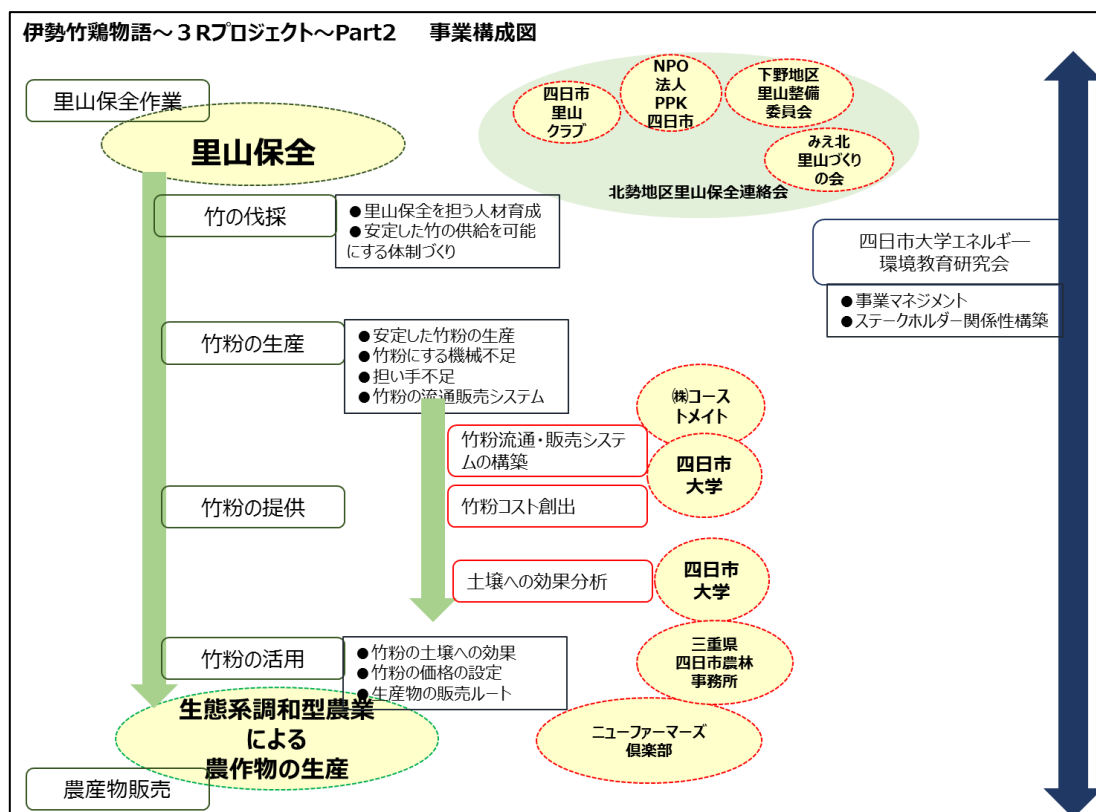 伊勢竹鶏物語～３Rプロジェクト～Part2　事業構成図
里山保全作業
里山保全
四日市
里山
クラブ
NPO
法人
PPK
四日市
下野地区
里山整備
委員会
みえ北
里山づくり
の会
北勢地区里山保全連絡会
竹の伐採
●里山保全を担う人材育成
●安定した竹の供給を可能
にする体制づくり
四日市大学エネルギー
環境教育研究会
●事業マネジメント
●ステークホルダー関係性構築
竹粉の生産
●安定した竹粉の生産
●竹粉にする機械不足
●担い手不足
●竹粉の流通販売システム
㈱コース
トメイト
竹粉流通・販売システ
ムの構築
四日市
大学
竹粉の提供
竹粉コスト創出
土壌への効果分析
四日市
大学
竹粉の活用
●竹粉の土壌への効果
●竹粉の価格の設定
●生産物の販売ルート
三重県
四日市農林
事務所
生態系調和型農業
による
農作物の生産
ニューファーマーズ
倶楽部
農産物販売